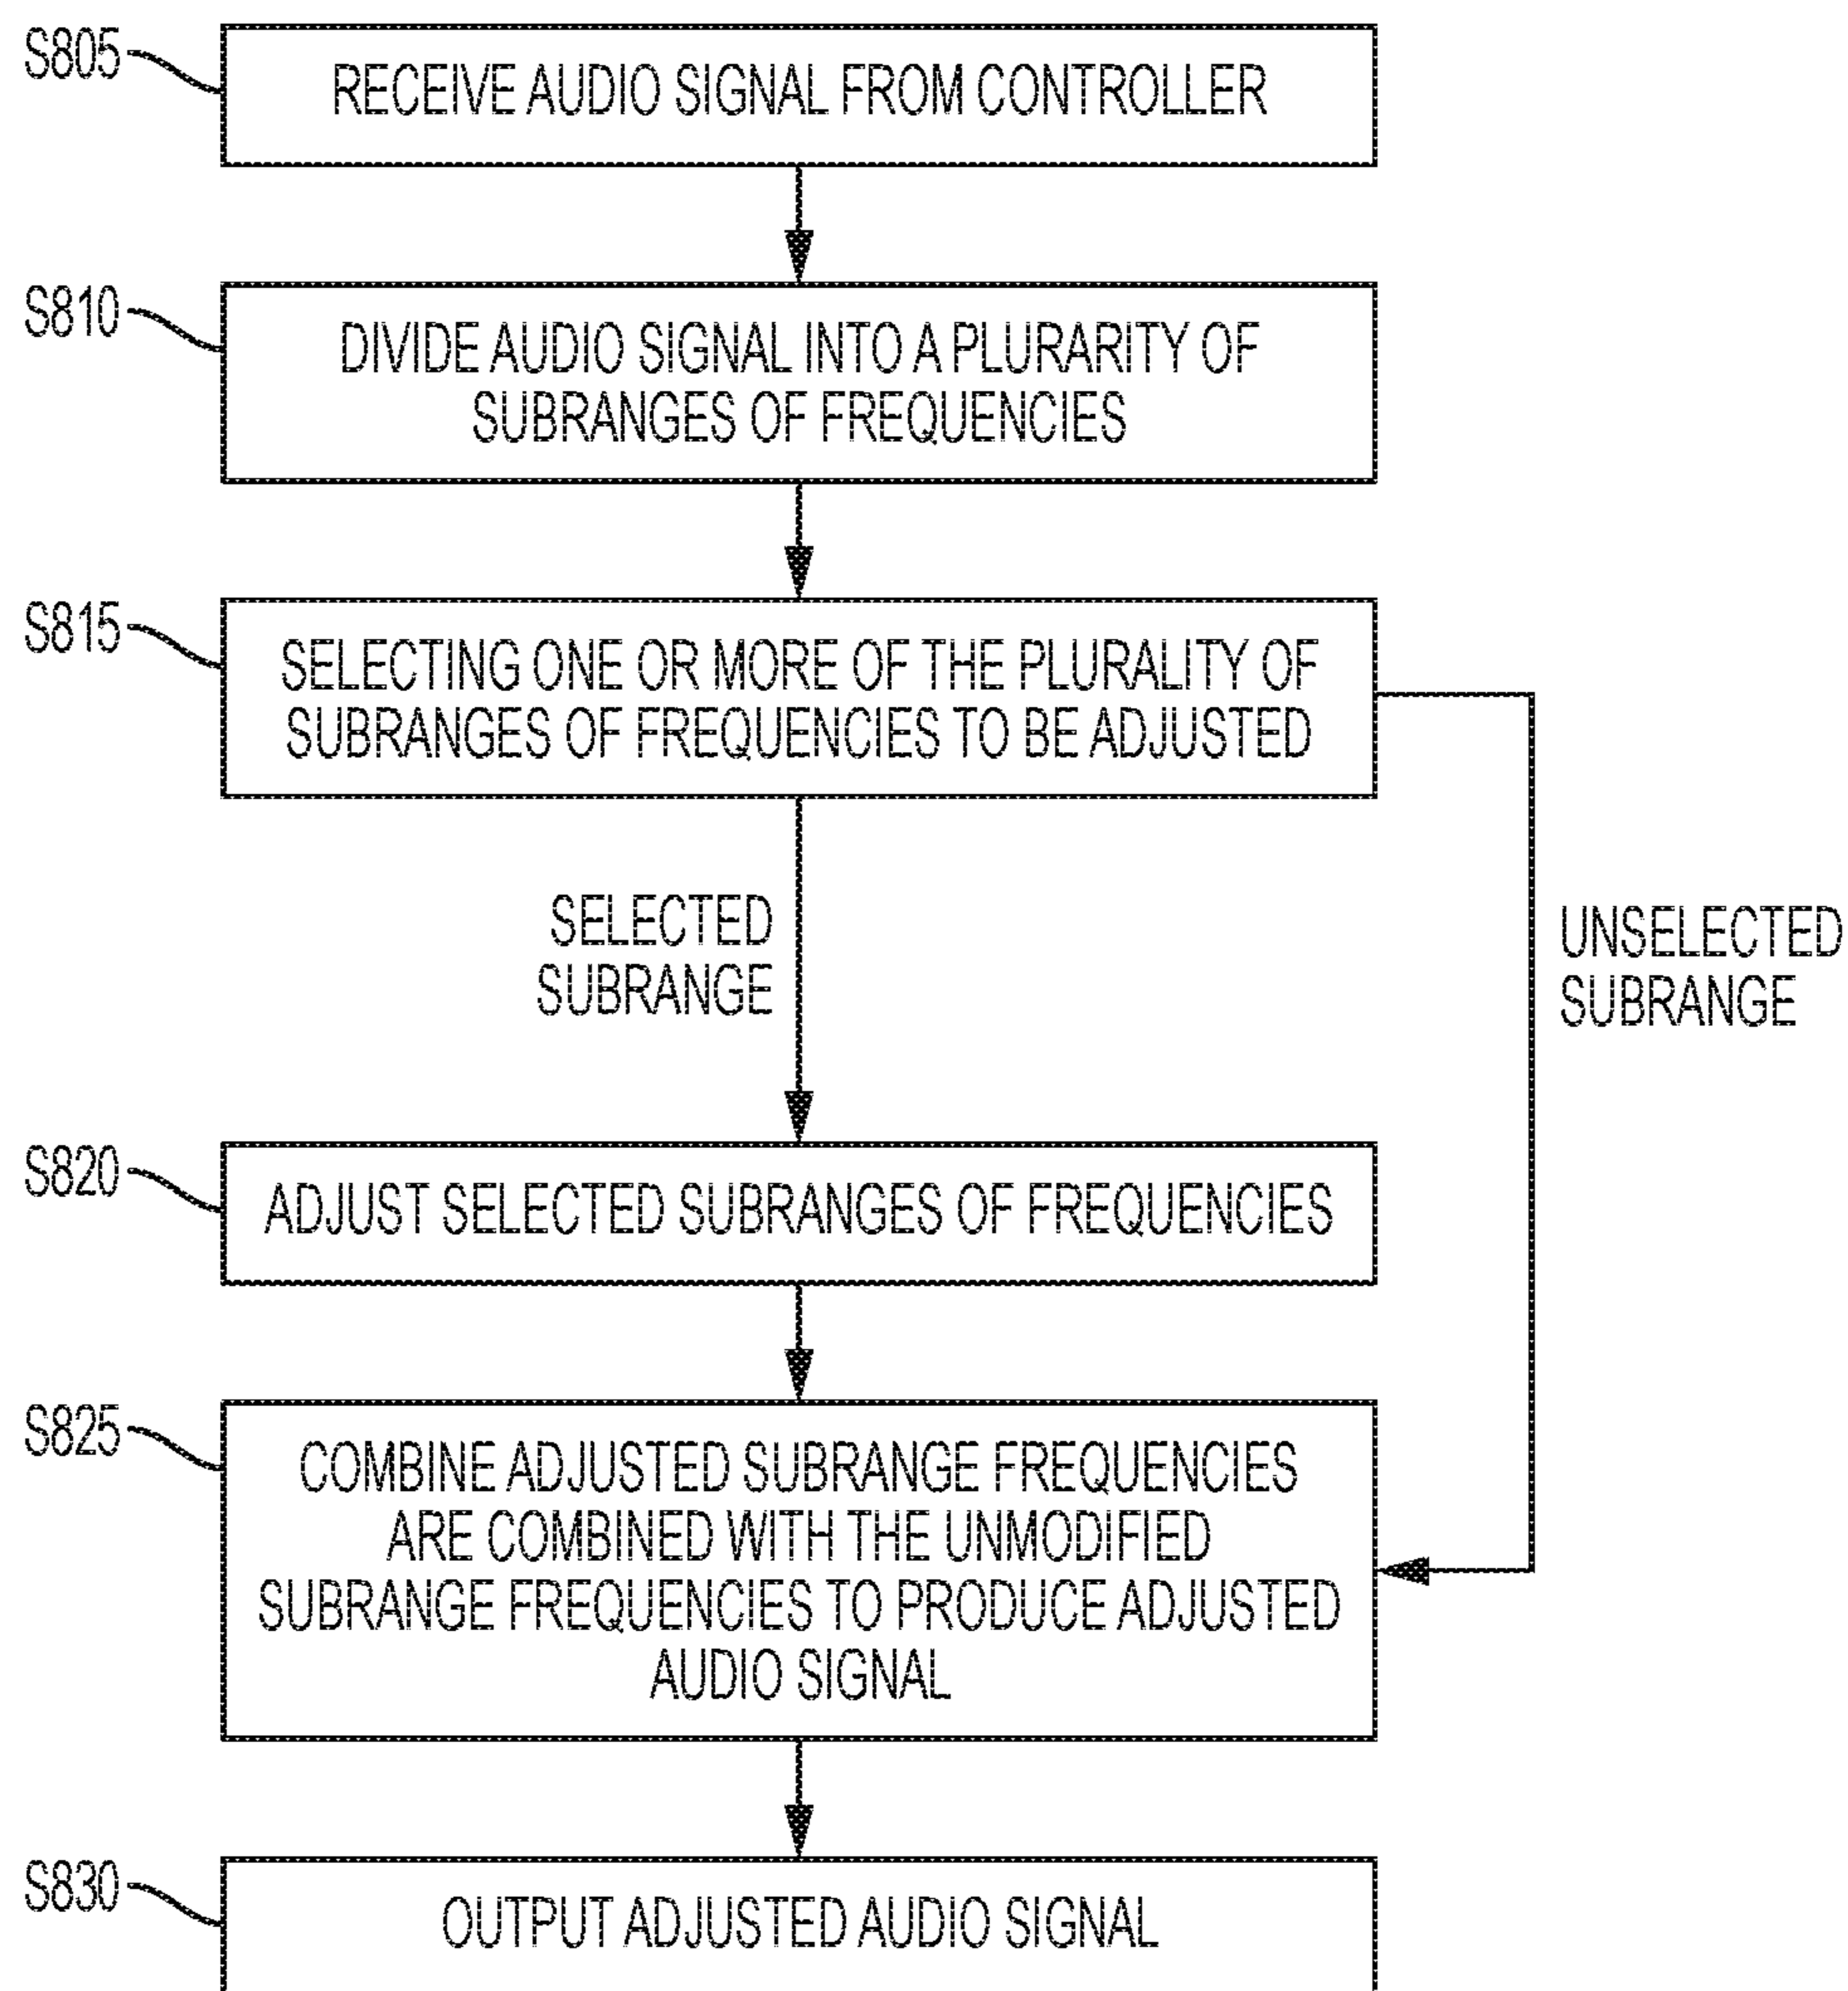 S805
RECEIVE AUDIO SIGNAL FROM CONTROLLER
S810
DIVIDE AUDIO SIGNAL INTO A PLURARITY OF
SUBRANGES OF FREQUENCIES
S815
SELECTING ONE OR MORE OF THE PLURALITY OF
SUBRANGES OF FREQUENCIES TO BE ADJUSTED
SELECTED
SUBRANGE
UNSELECTED
SUBRANGE
S820
ADJUST SELECTED SUBRANGES OF FREQUENCIES
S825
COMBINE ADJUSTED SUBRANGE FREQUENCIES
ARE COMBINED WITH THE UNMODIFIED
SUBRANGE FREQUENCIES TO PRODUCE ADJUSTED
AUDIO SIGNAL
S830
OUTPUT ADJUSTED AUDIO SIGNAL